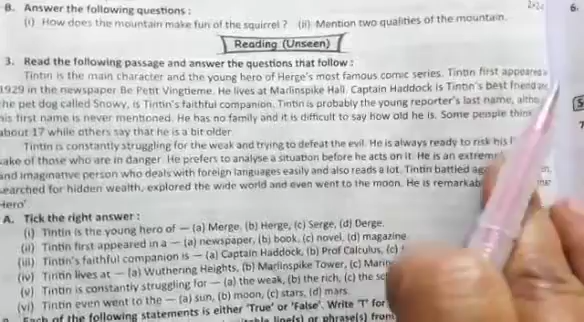 B. Answer the following questions :
(i) How does the mountain make fun of the squirrel ? (ii) Mention two qualities of the mountain.
6.
Reading (Unseen)
3. Read the following passage and answer the questions that follow :
Tintin is the main character and the young hero of Herge's most famous comic series. Tintin first appeared
1929 in the newspaper Be Petit Vingtieme. He lives at Marlinspike Hall. Captain Haddock is Tintin's best friend
he pet dog called Snowy, is Tintin's faithful companion. Tintin is probably the young reporter's last name,
his first name is never mentioned. He has no family and it is difficult to say how old he is. Some people think
about 17 while others say that he is a bit older.
Tintin is constantly struggling for the weak and trying to defeat the evil. He is always ready to risk his
sake of those who are in danger. He prefers to analyse a situation before he acts on it. He is an
and imaginative person who deals with foreign languages easily and also reads a lot. Tintin battled
searched for hidden wealth, explored the wide world and even went to the moon. He is
Hero'
A. Tick the right answer :
(i) Tintin is the young hero of — (a) Merge, (b) Herge, (c) Serge, (d) Derge.
(ii) Tintin first appeared in a — (a) newspaper, (b) book, (c) novel, (d) magazine
(iii) Tintin's faithful companion is — (a) Captain Haddock, (b) Prof Calculus, (c)
(iv) Tintin lives at — (a) Wuthering Heights, (b) Marlinspike Tower, (c)
(v) Tintin is constantly struggling for — (a) the weak, (b) the rich, (c) the
(vi) Tintin even went to the — (a) sun, (b) moon, (c) stars, (d) mars.
Each of the following statements is either 'True' or 'False'. Write 'T' for
line(s) or phrase(s) from